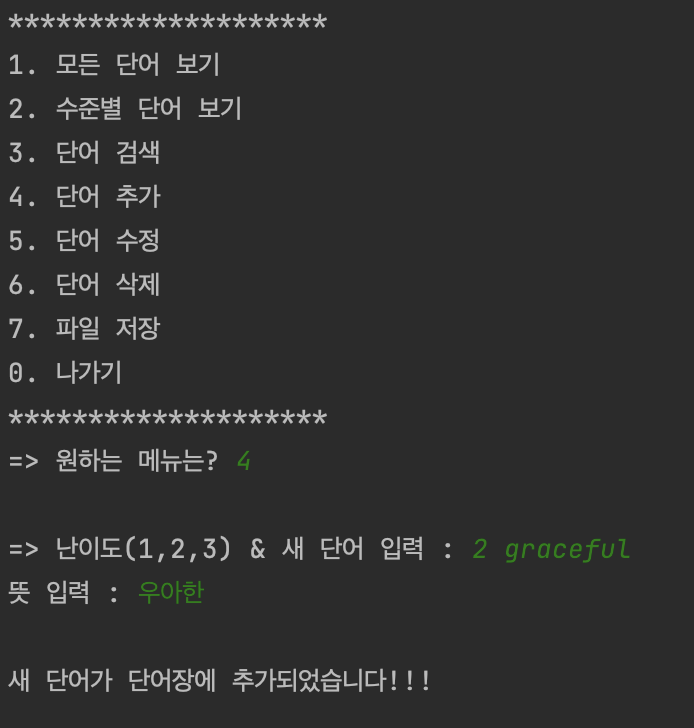 ********************
1. 모든 단어 보기
2. 수준별 단어 보기
3. 단어 검색
4. 단어 추가
5. 단어 수정
6. 단어 삭제
7. 파일 저장
0. 나가기
********************
=> 원하는 메뉴는? 4
=> 난이도(1,2,3) & 새 단어 입력 : 2 graceful
뜻 입력 : 우아한
새 단어가 단어장에 추가되었습니다!!!